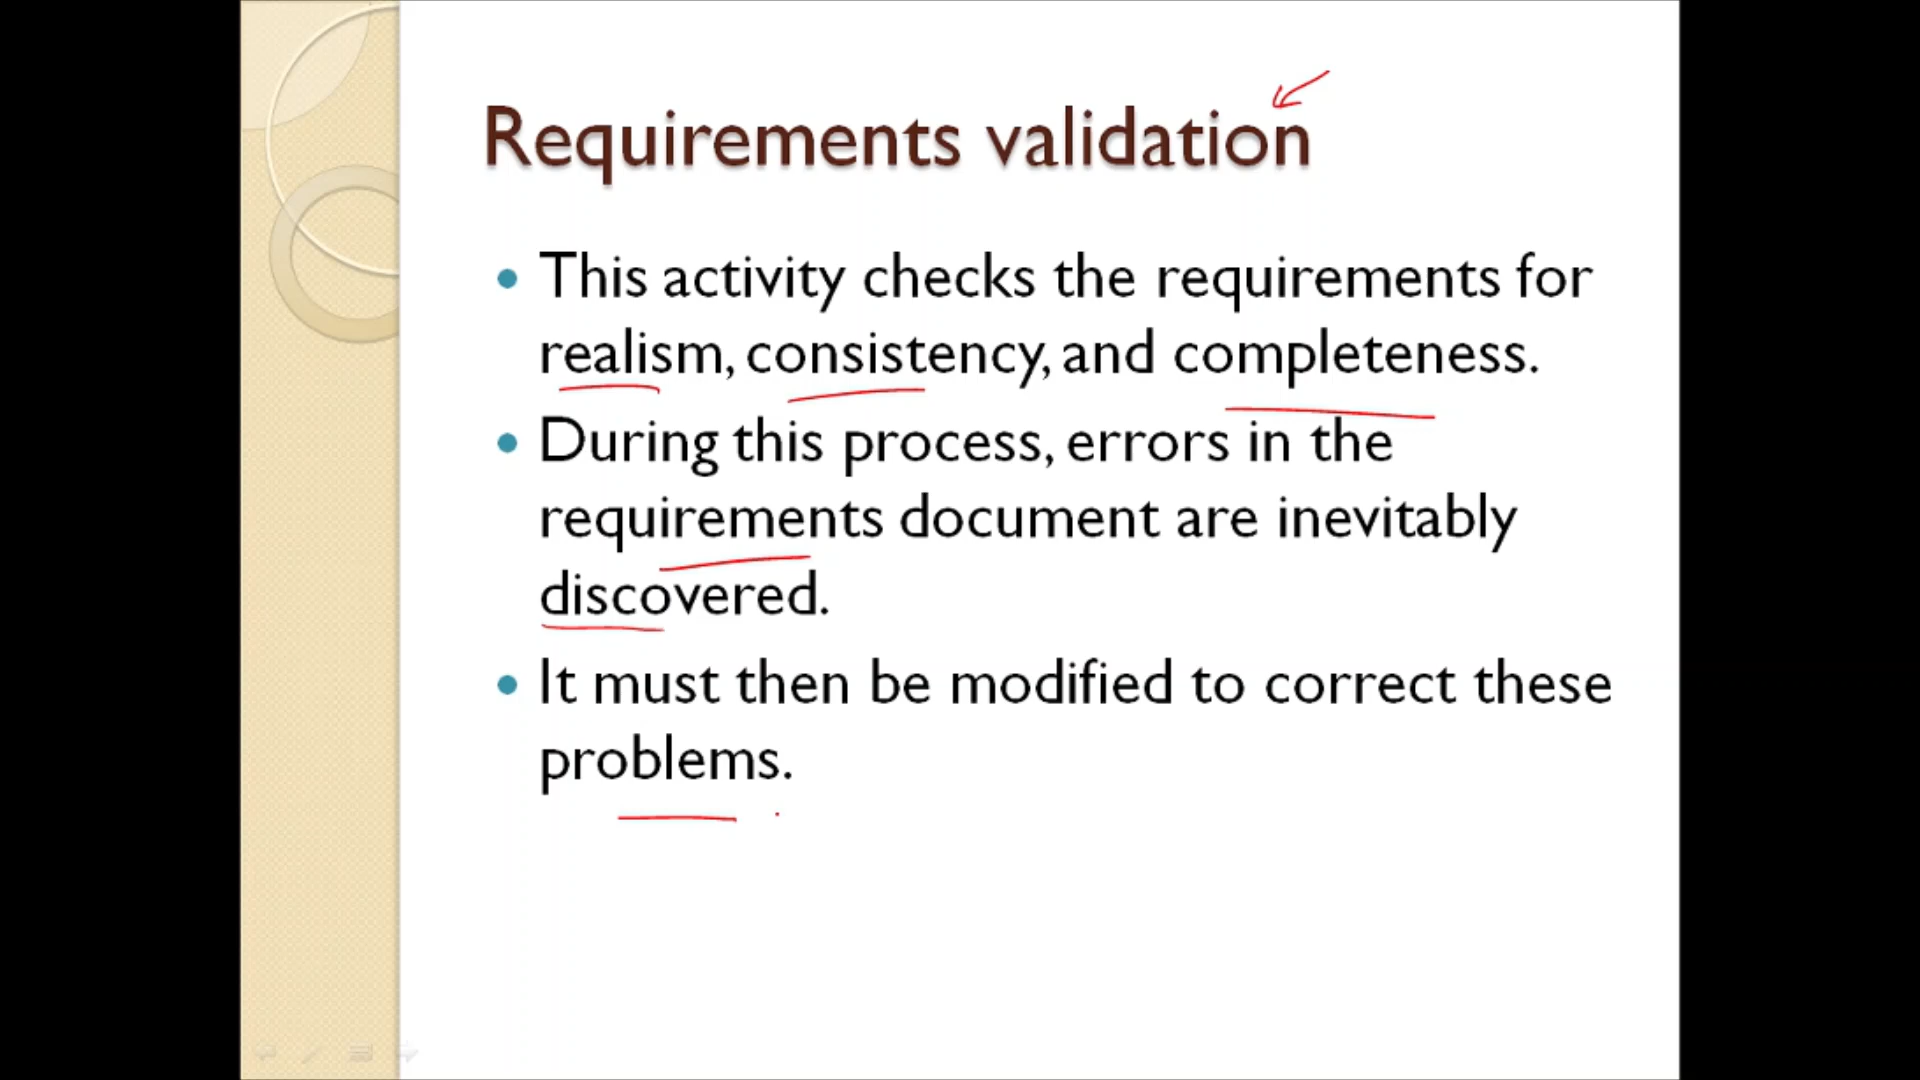 Requirements validation
• This activity checks the requirements for
realism, consistency, and completeness.
• During this process, errors in the
requirements document are inevitably
discovered.
• It must then be modified to correct these
problems.